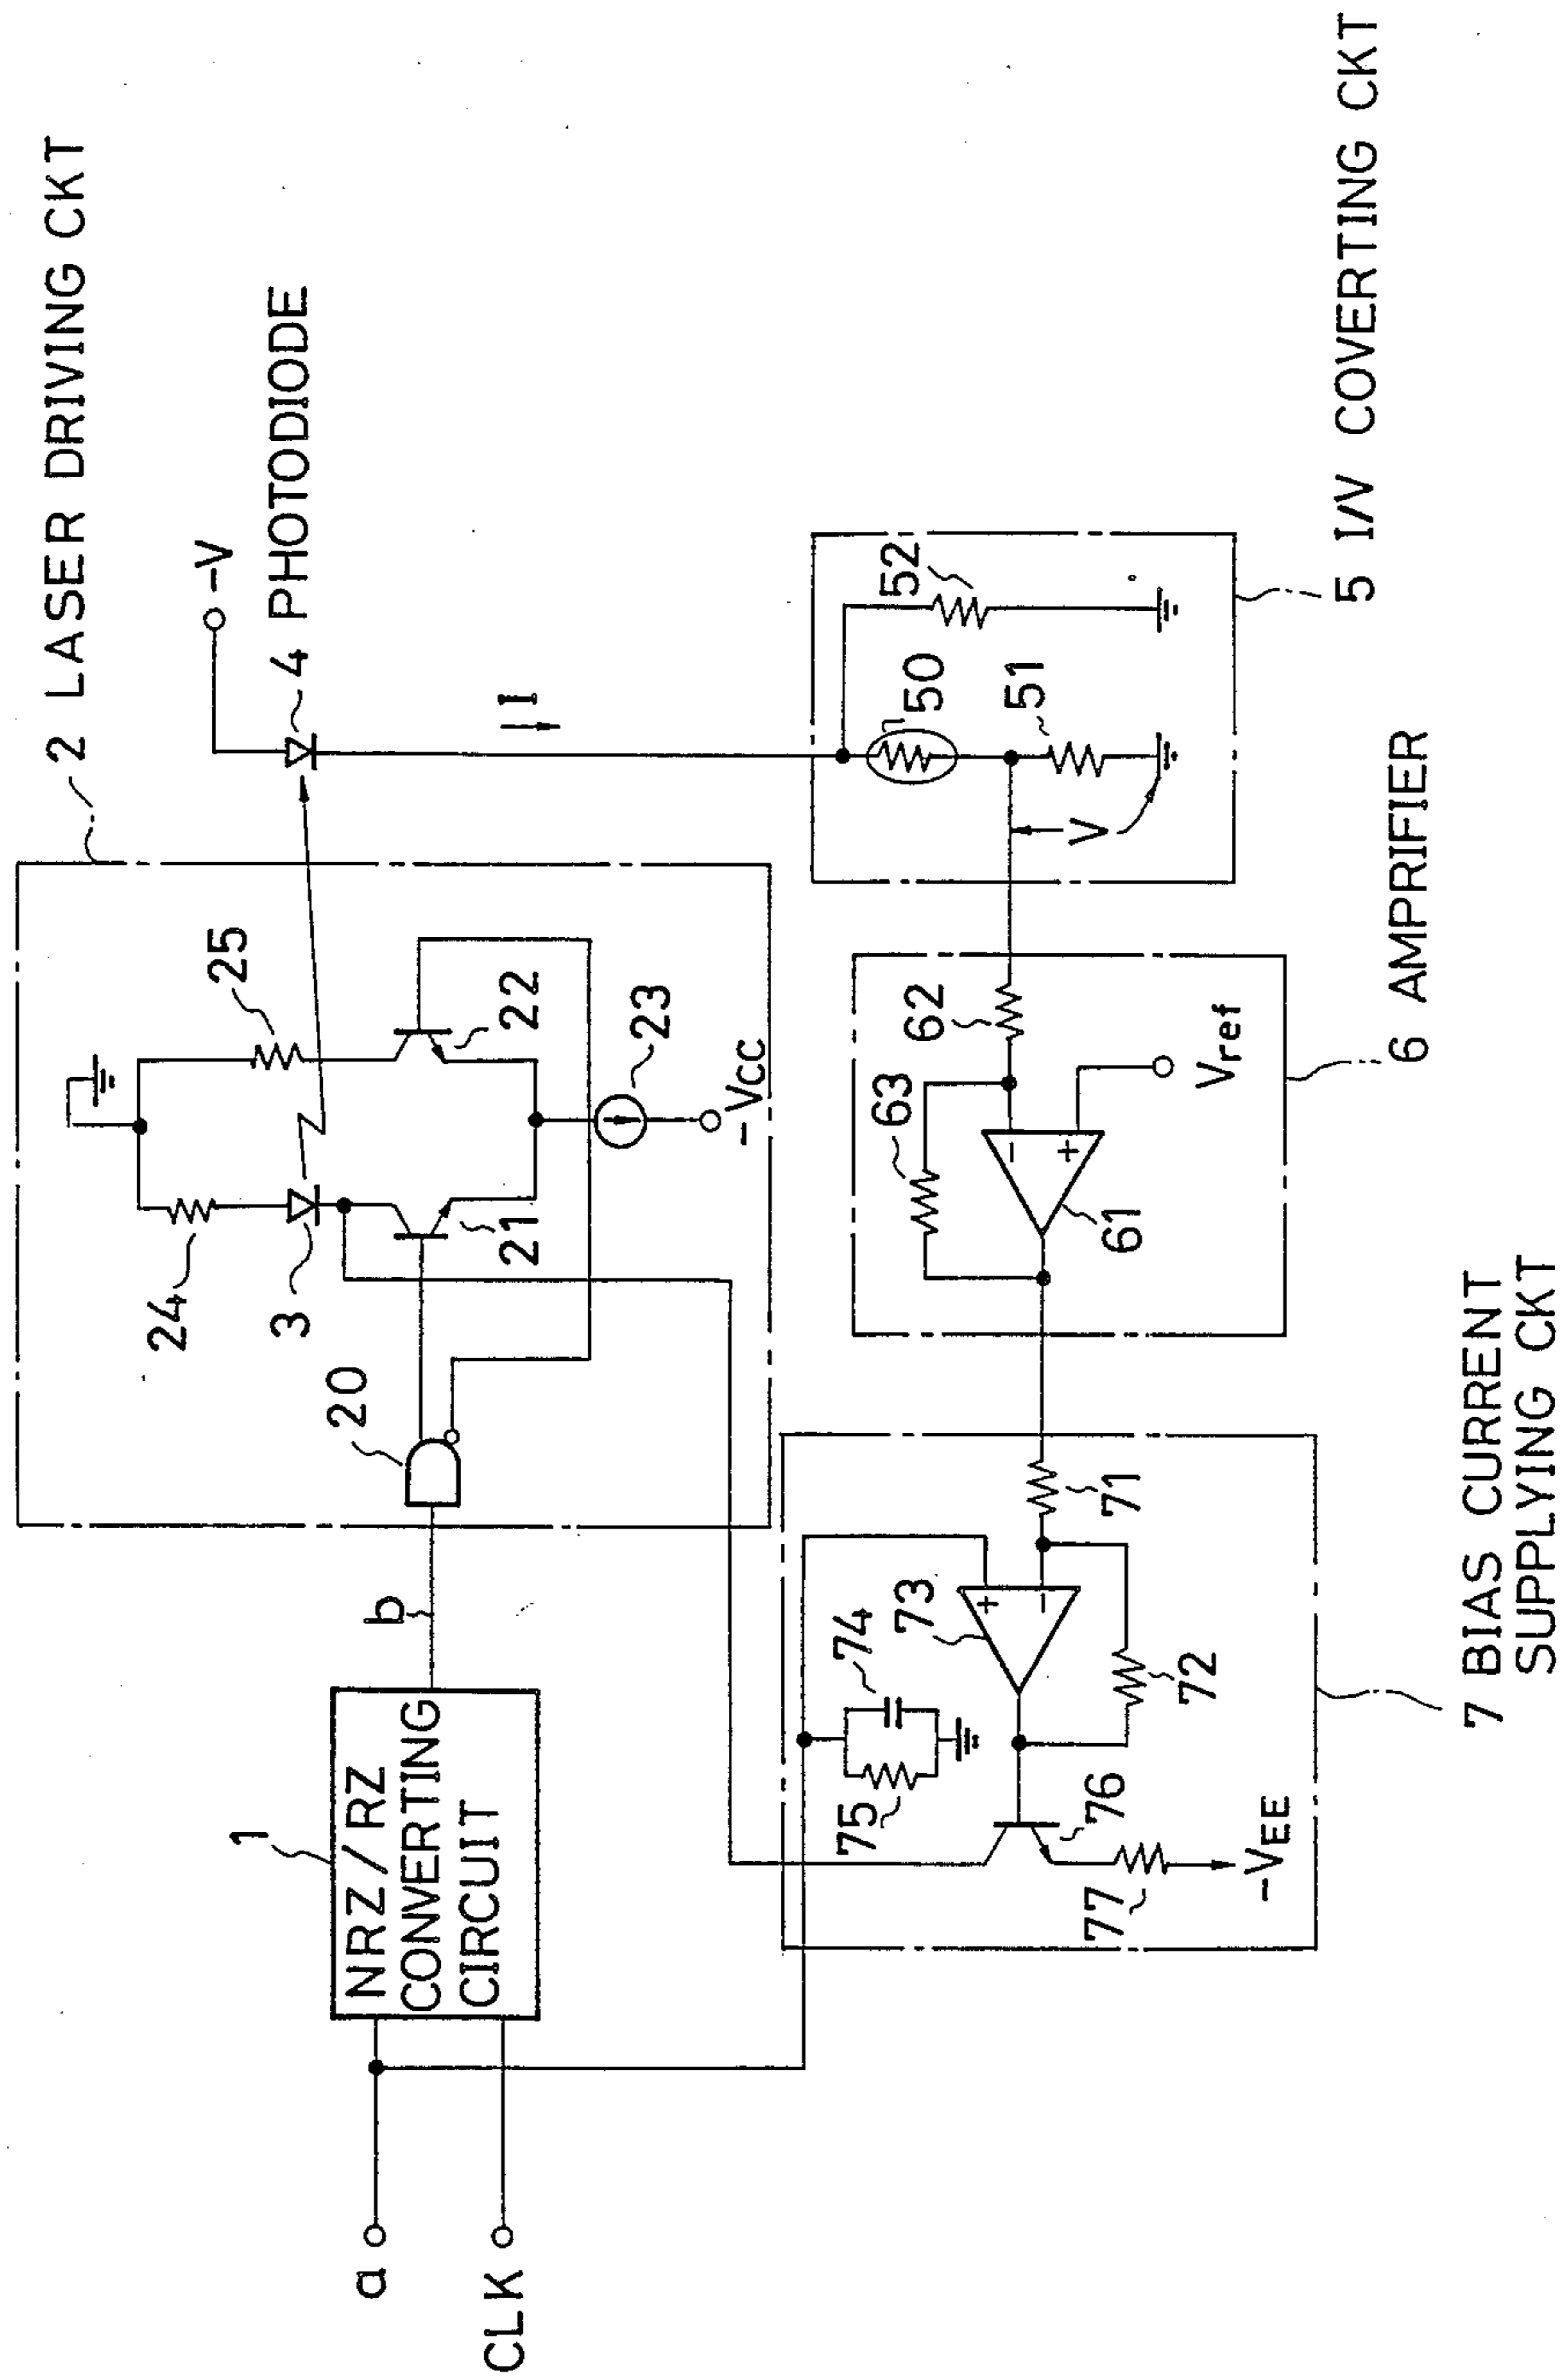 2 LASER DRIVING CKT
-V
4 PHOTODIODE
I
24
25
3
20
21
22
23
-VCC
1
NRZ/RZ
CONVERTING
CIRCUIT
a
CLK
b
52
50
51
V
5 I/V COVERTING CKT
62
63
61
Vref
-
+
6 AMPRIFIER
71
72
73
+
-
74
75
76
77
-VEE
7 BIAS CURRENT
SUPPLYING CKT